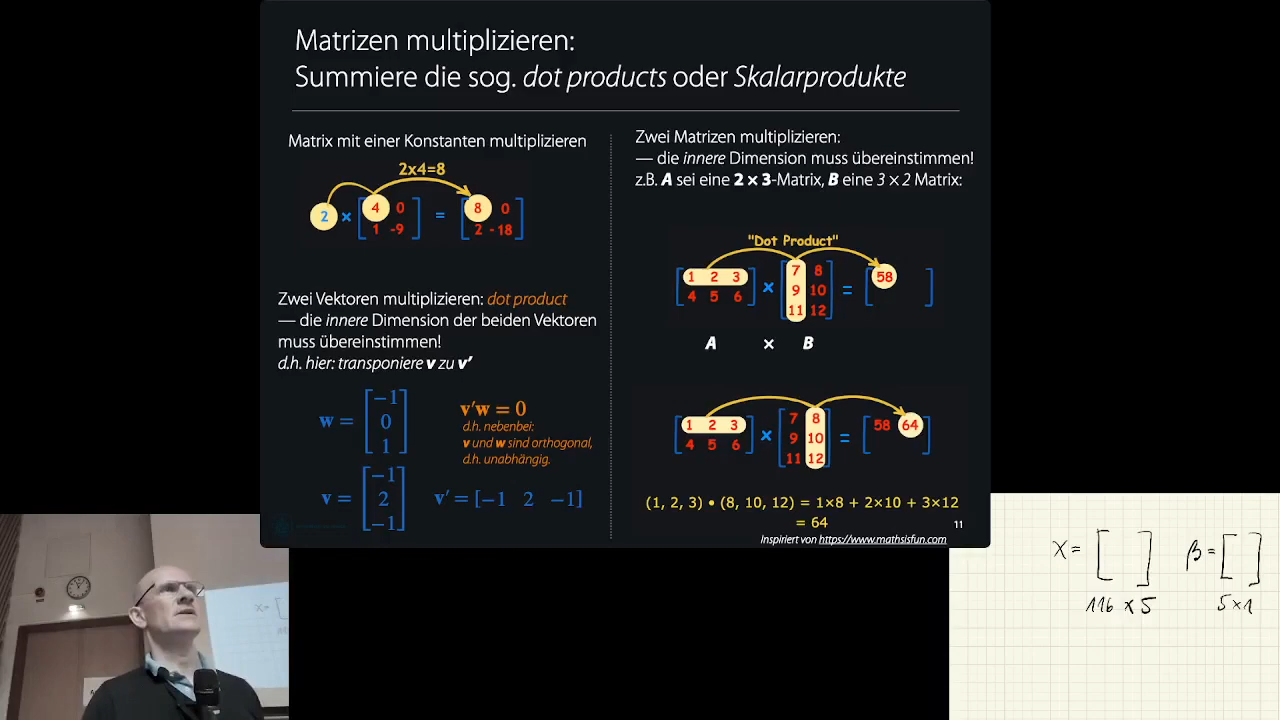 Matrizen multiplizieren:
Summiere die sog. dot products oder Skalarprodukte
Matrix mit einer Konstanten multiplizieren
2x4=8
2 × [ 4 0 ] = [ 8 0 ]
1 -9 2 -18
Zwei Vektoren multiplizieren: dot product
— die innere Dimension der beiden Vektoren
muss übereinstimmen!
d.h. hier: transponiere v zu v′
w = [ −1
0
1 ]
v′w = 0
d.h. nebenbei:
v und w sind orthogonal,
d.h. unabhängig.
v = [ −1
2
−1 ]
v′ = [−1 2 −1]
Zwei Matrizen multiplizieren:
— die innere Dimension muss übereinstimmen!
z.B. A sei eine 2 × 3-Matrix, B eine 3 × 2 Matrix:
"Dot Product"
[ 1 2 3 ] × [ 7 8 ] = [ 58 ]
4 5 6 9 10
11 12
A × B
[ 1 2 3 ] × [ 7 8 ] = [ 58 64 ]
4 5 6 9 10
11 12
(1, 2, 3) • (8, 10, 12) = 1×8 + 2×10 + 3×12
= 64
11
Inspiriert von https://www.mathsisfun.com
X = [ ] β = [ ]
116 x 5 5 x 1